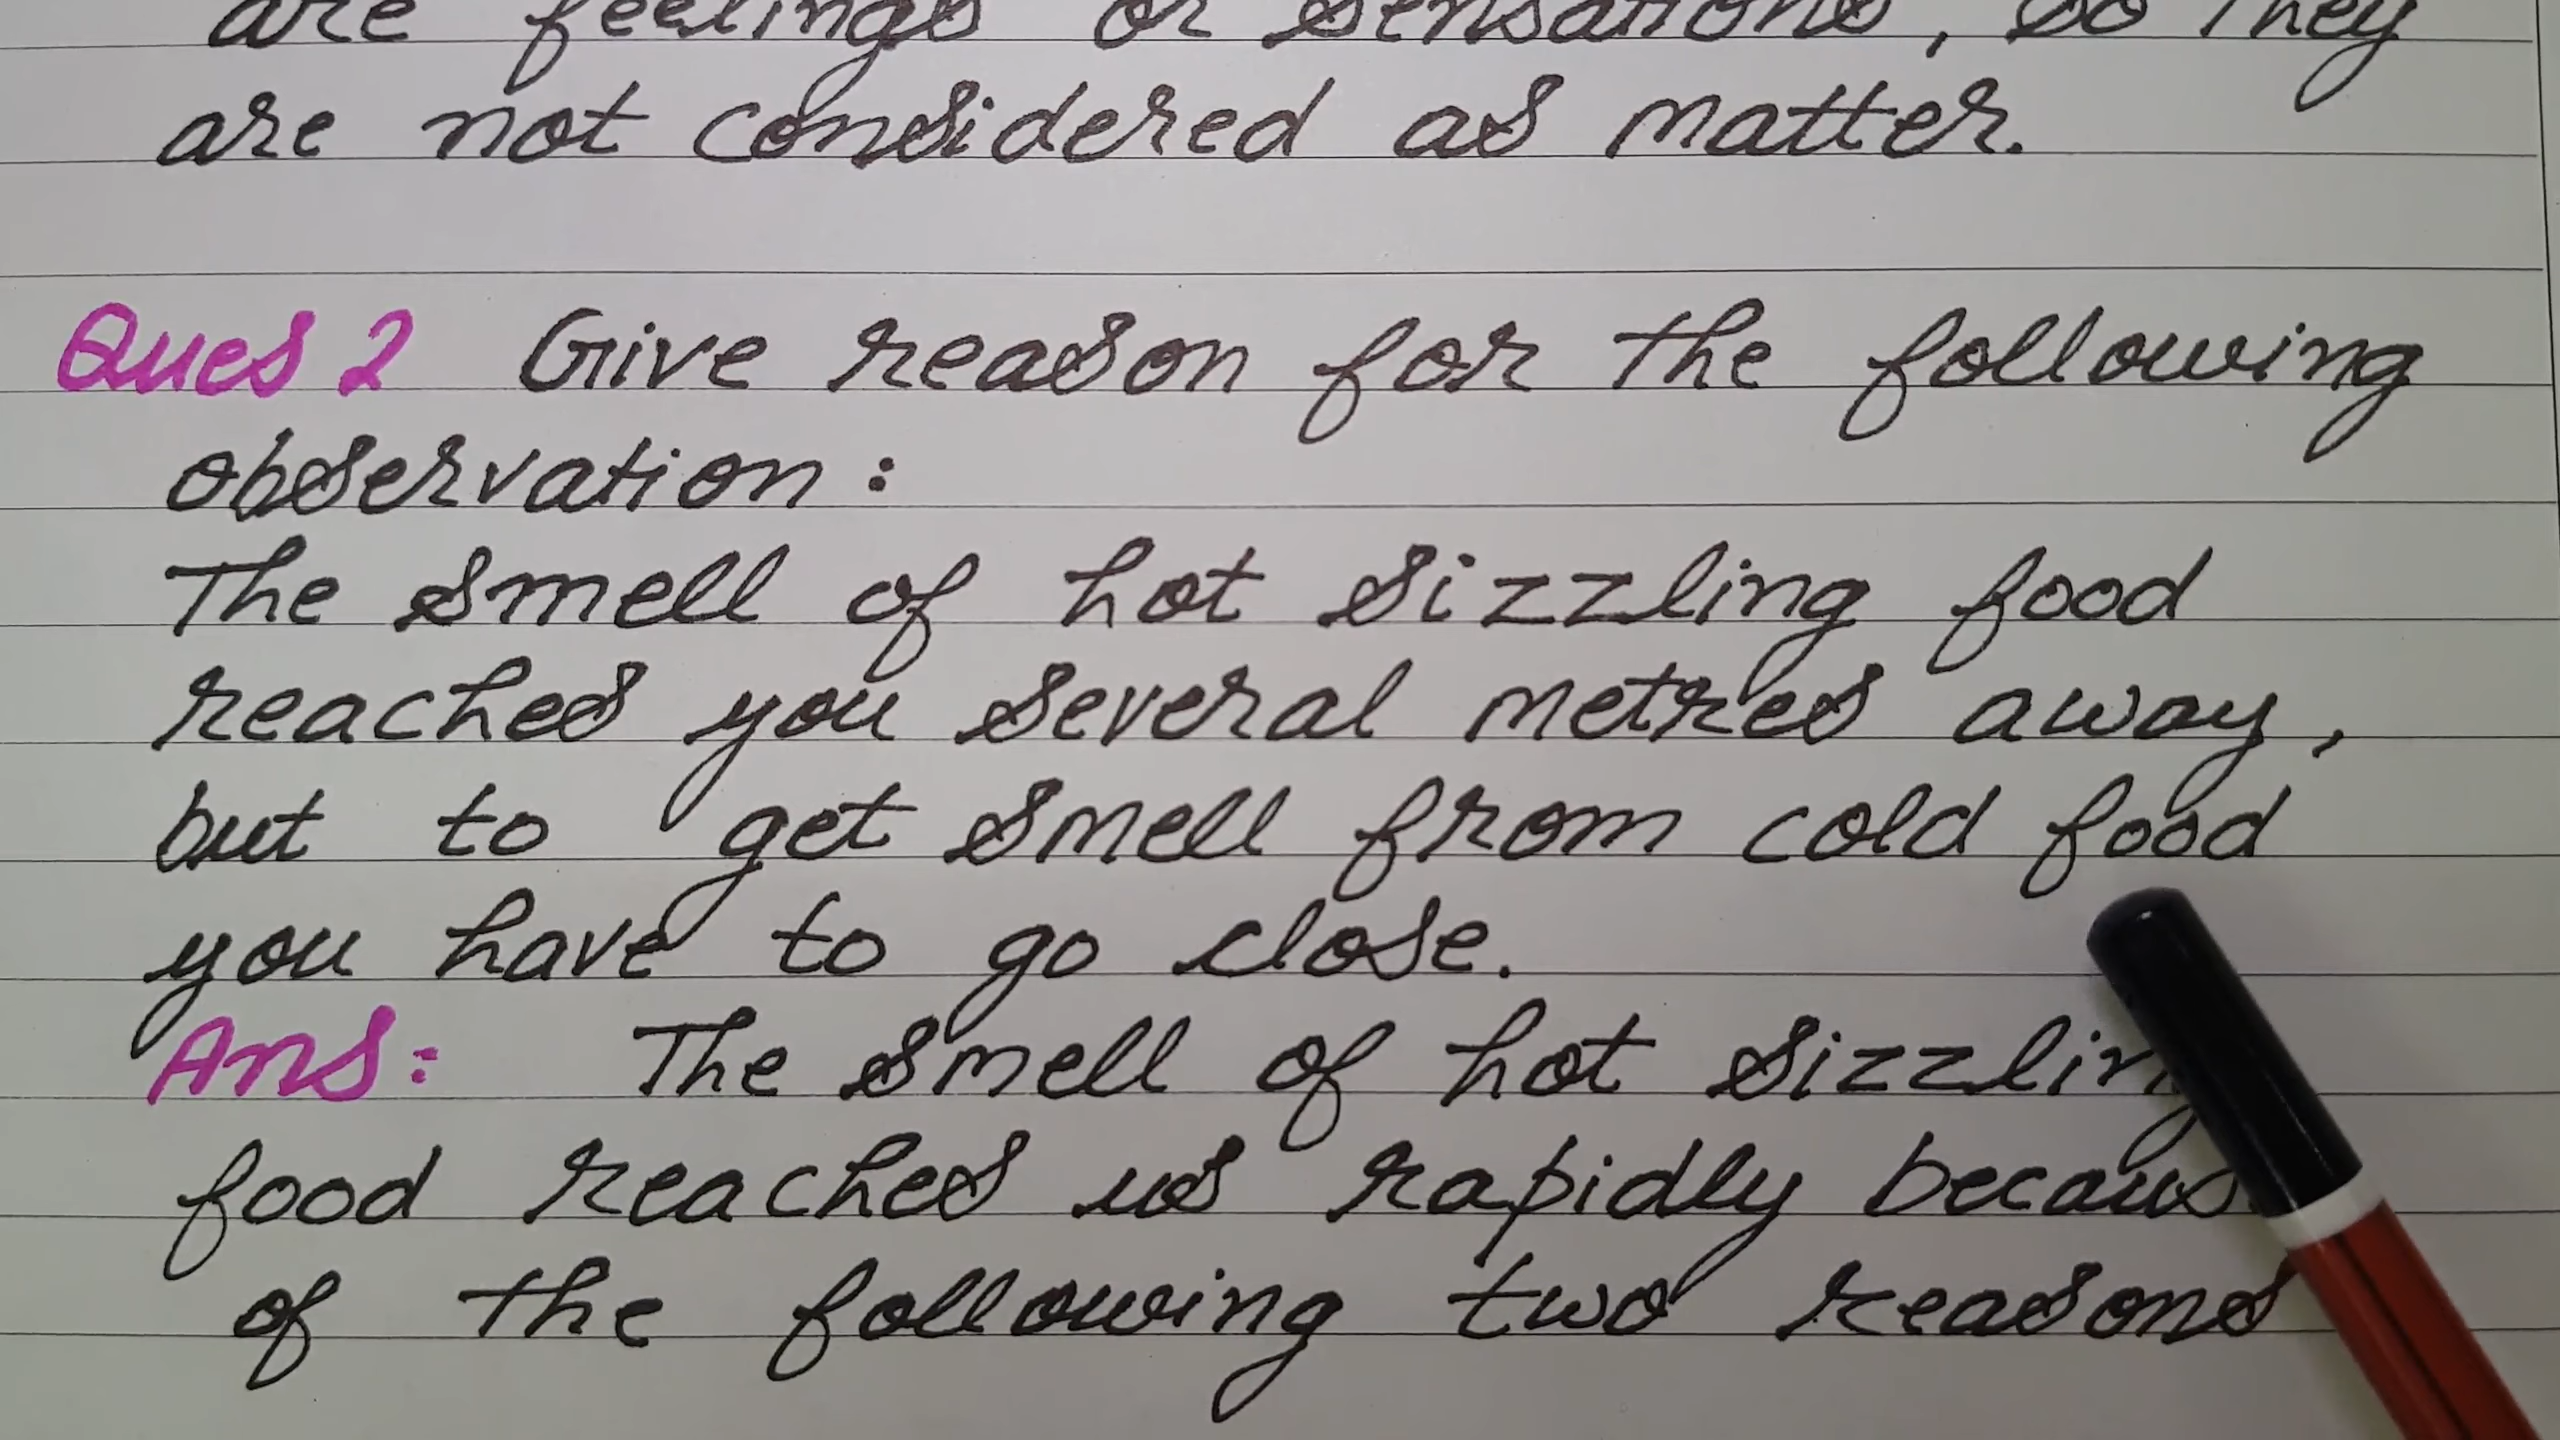 are feelings or sensations, so they
are not considered as matter.
Ques 2 Give reason for the following
observation:
The smell of hot sizzling food
reaches you several metres away,
but to get smell from cold food
you have to go close.
Ans: The smell of hot sizzling
food reaches us rapidly because
of the following two reasons